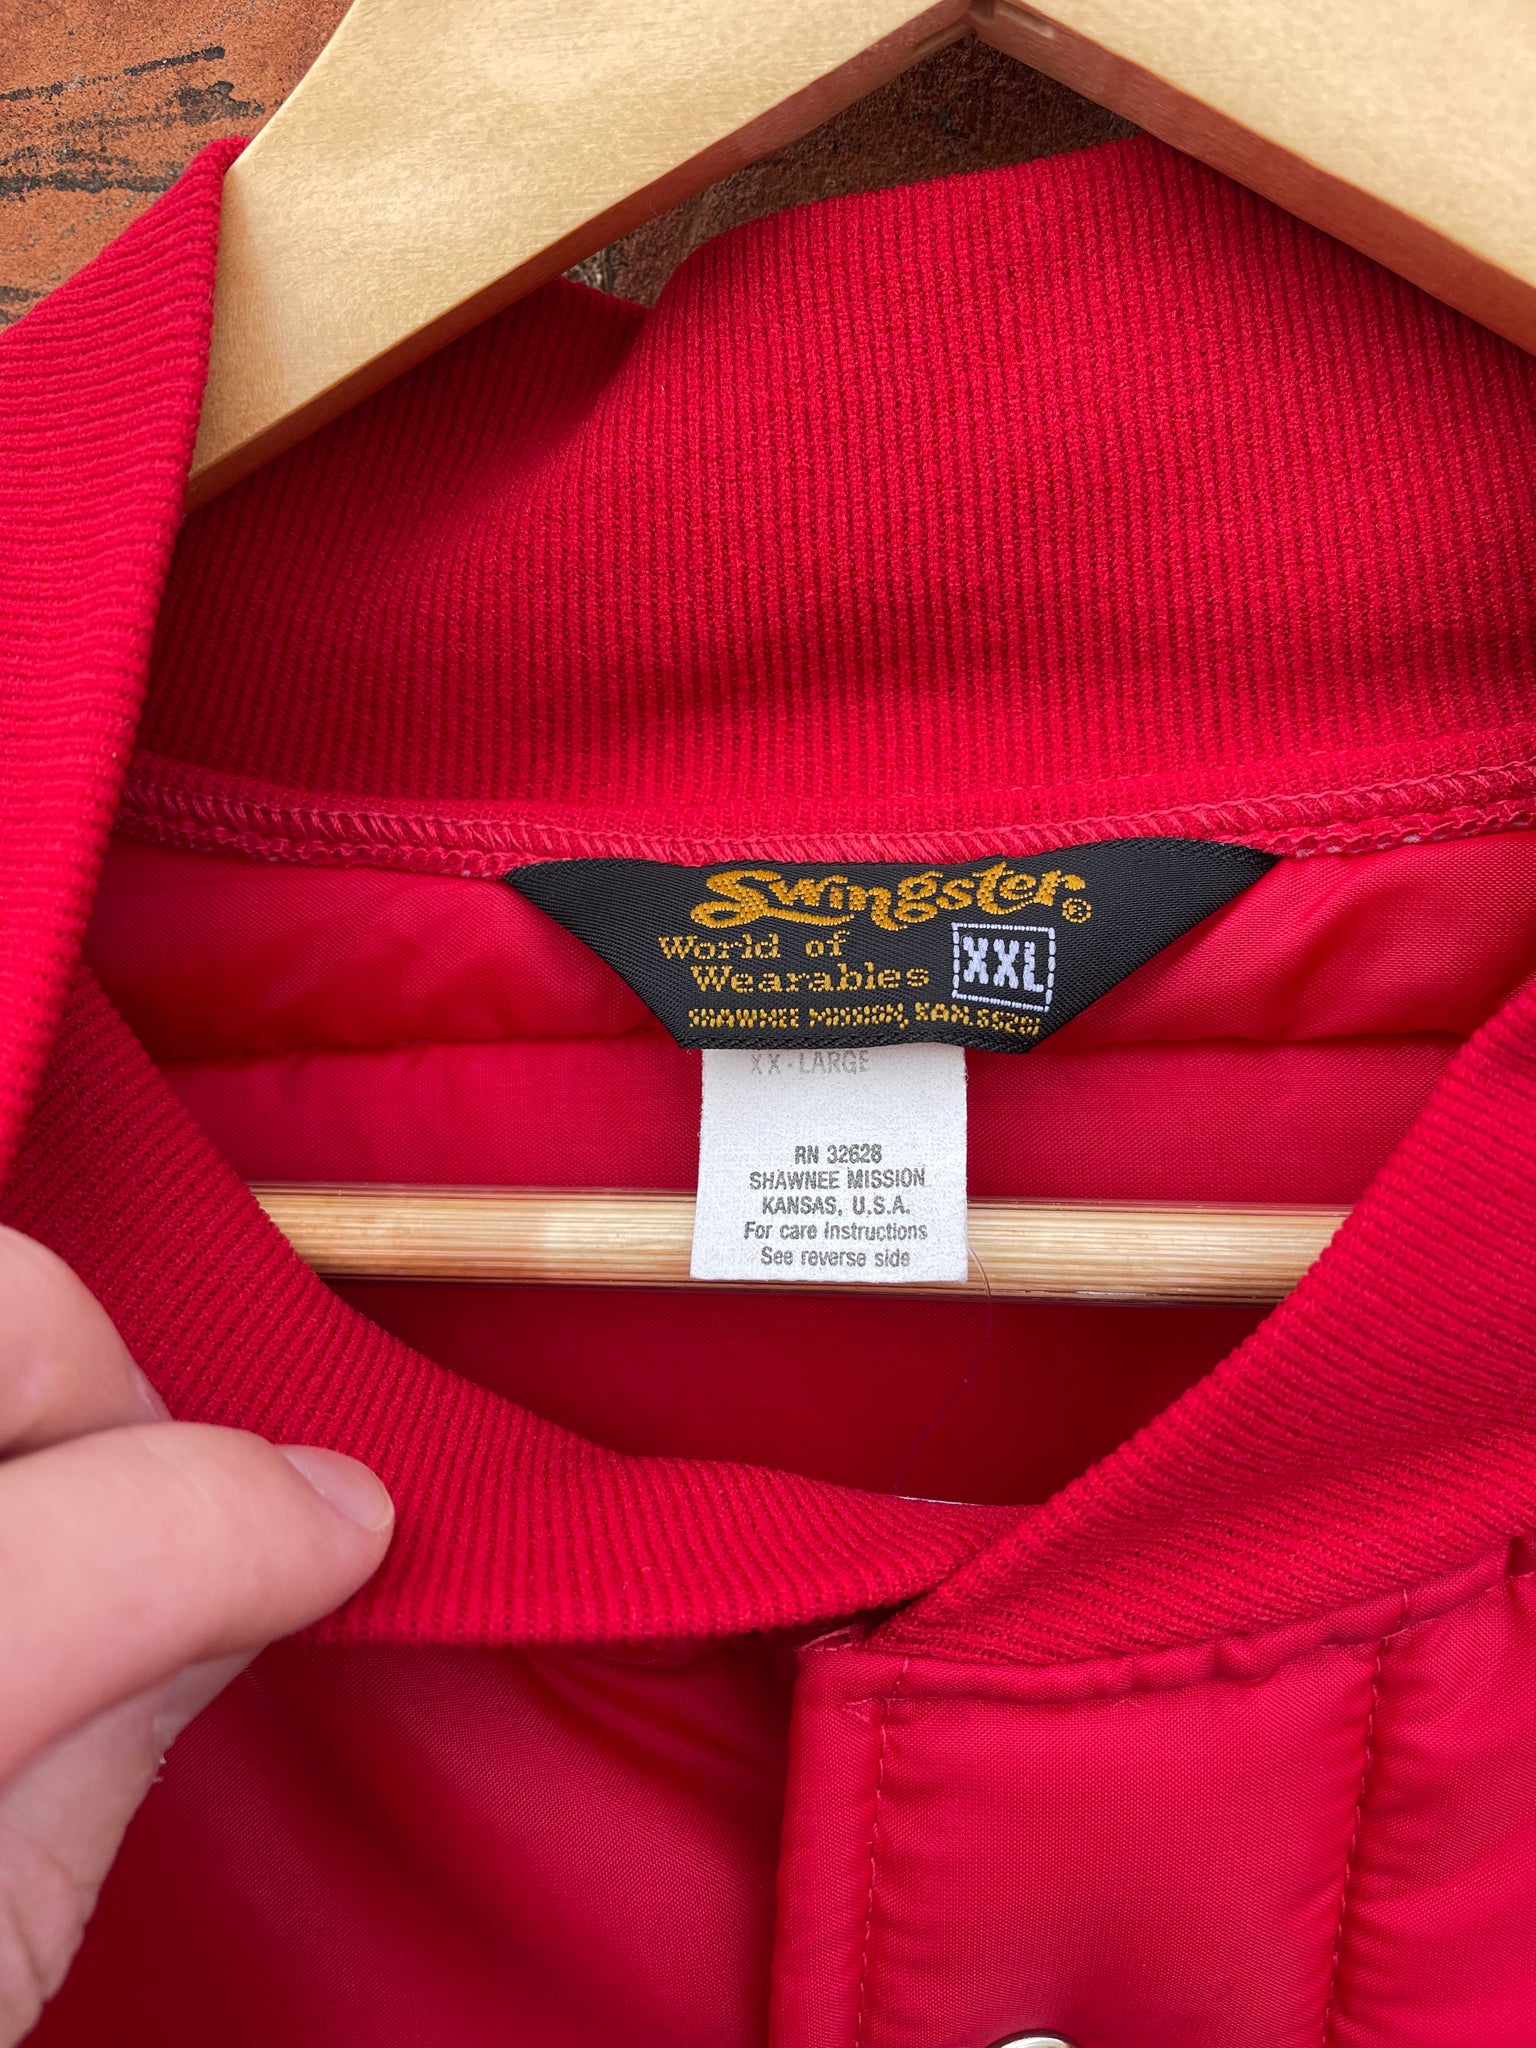 Swingster®
World of
Wearables
XXL
SHAWNEE MISSION, KAN. 66201
XX-LARGE
RN 32628
SHAWNEE MISSION
KANSAS, U.S.A.
For care Instructions
See reverse side